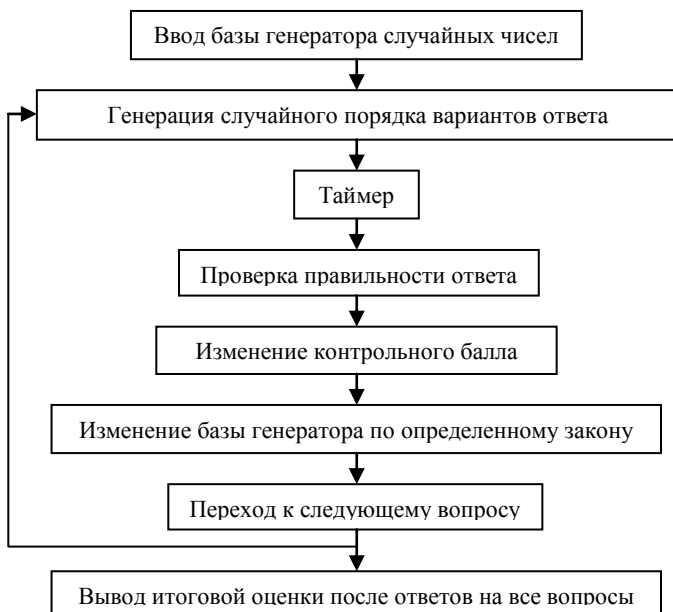 Ввод базы генератора случайных чисел
Генерация случайного порядка вариантов ответа
Таймер
Проверка правильности ответа
Изменение контрольного балла
Изменение базы генератора по определенному закону
Переход к следующему вопросу
Вывод итоговой оценки после ответов на все вопросы